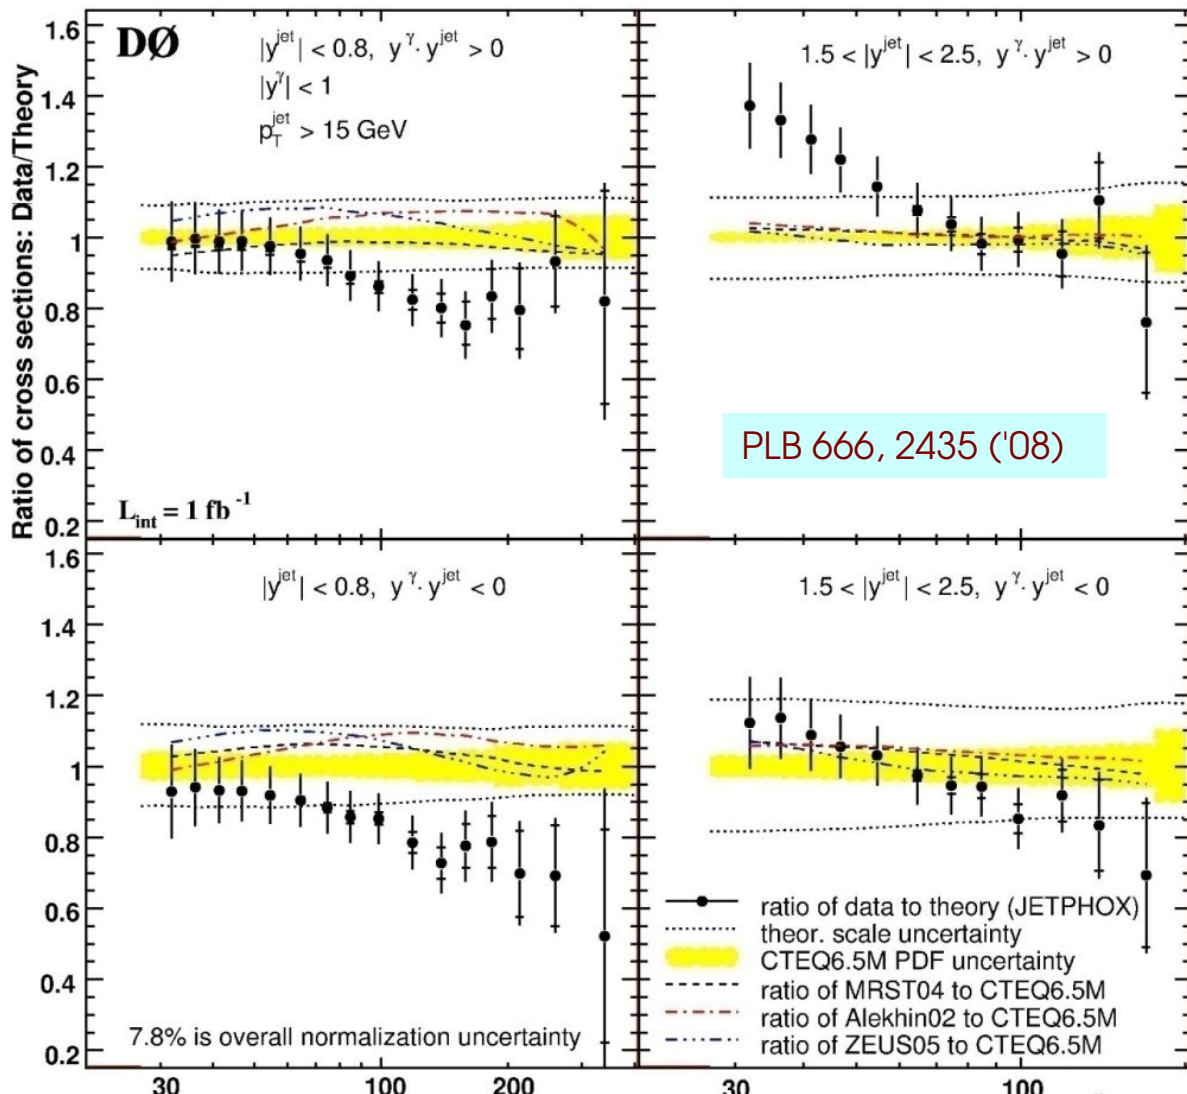 Ratio of cross sections: Data/Theory
1.6
1.4
1.2
1
0.8
0.6
0.4
0.2
DØ
|y^jet| < 0.8, y^γ · y^jet > 0
|y^γ| < 1
p_T^jet > 15 GeV
L_int = 1 fb^-1
1.5 < |y^jet| < 2.5, y^γ · y^jet > 0
PLB 666, 2435 ('08)
1.6
1.4
1.2
1
0.8
0.6
0.4
0.2
|y^jet| < 0.8, y^γ · y^jet < 0
7.8% is overall normalization uncertainty
30 100 200
1.5 < |y^jet| < 2.5, y^γ · y^jet < 0
ratio of data to theory (JETPHOX)
theor. scale uncertainty
CTEQ6.5M PDF uncertainty
ratio of MRST04 to CTEQ6.5M
ratio of Alekhin02 to CTEQ6.5M
ratio of ZEUS05 to CTEQ6.5M
30 100